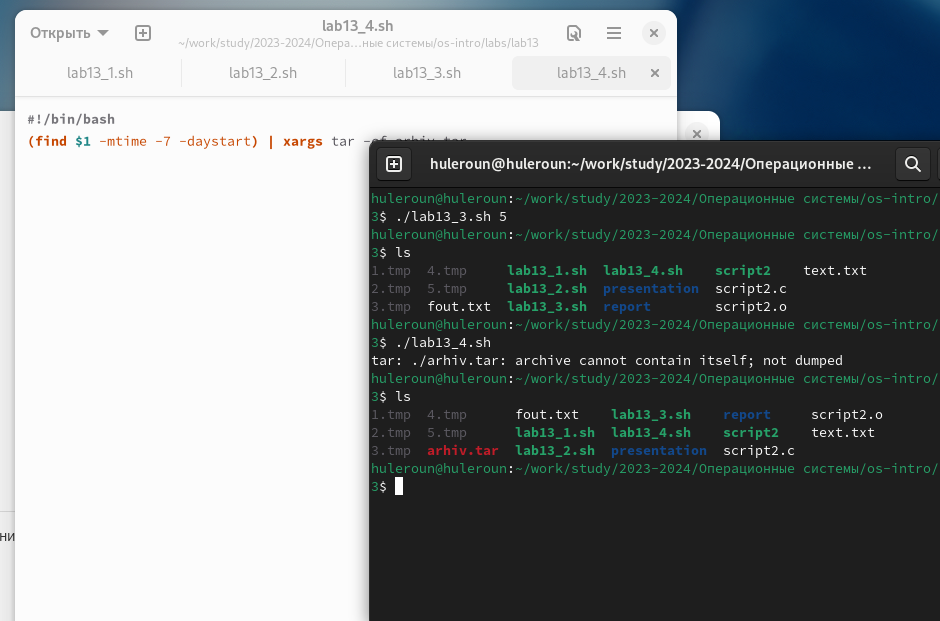 Открыть
lab13_4.sh
~/work/study/2023-2024/Опера…ные системы/os-intro/labs/lab13
lab13_1.sh
lab13_2.sh
lab13_3.sh
lab13_4.sh
#!/bin/bash
(find $1 -mtime -7 -daystart) | xargs tar -cf arhiv.tar
huleroun@huleroun:~/work/study/2023-2024/Операционные ...
huleroun@huleroun:~/work/study/2023-2024/Операционные системы/os-intro/
3$ ./lab13_3.sh 5
huleroun@huleroun:~/work/study/2023-2024/Операционные системы/os-intro/
3$ ls
1.tmp 4.tmp lab13_1.sh lab13_4.sh script2 text.txt
2.tmp 5.tmp lab13_2.sh presentation script2.c
3.tmp fout.txt lab13_3.sh report script2.o
huleroun@huleroun:~/work/study/2023-2024/Операционные системы/os-intro/
3$ ./lab13_4.sh
tar: ./arhiv.tar: archive cannot contain itself; not dumped
huleroun@huleroun:~/work/study/2023-2024/Операционные системы/os-intro/
3$ ls
1.tmp 4.tmp fout.txt lab13_3.sh report script2.o
2.tmp 5.tmp lab13_1.sh lab13_4.sh script2 text.txt
3.tmp arhiv.tar lab13_2.sh presentation script2.c
huleroun@huleroun:~/work/study/2023-2024/Операционные системы/os-intro/
3$
ни